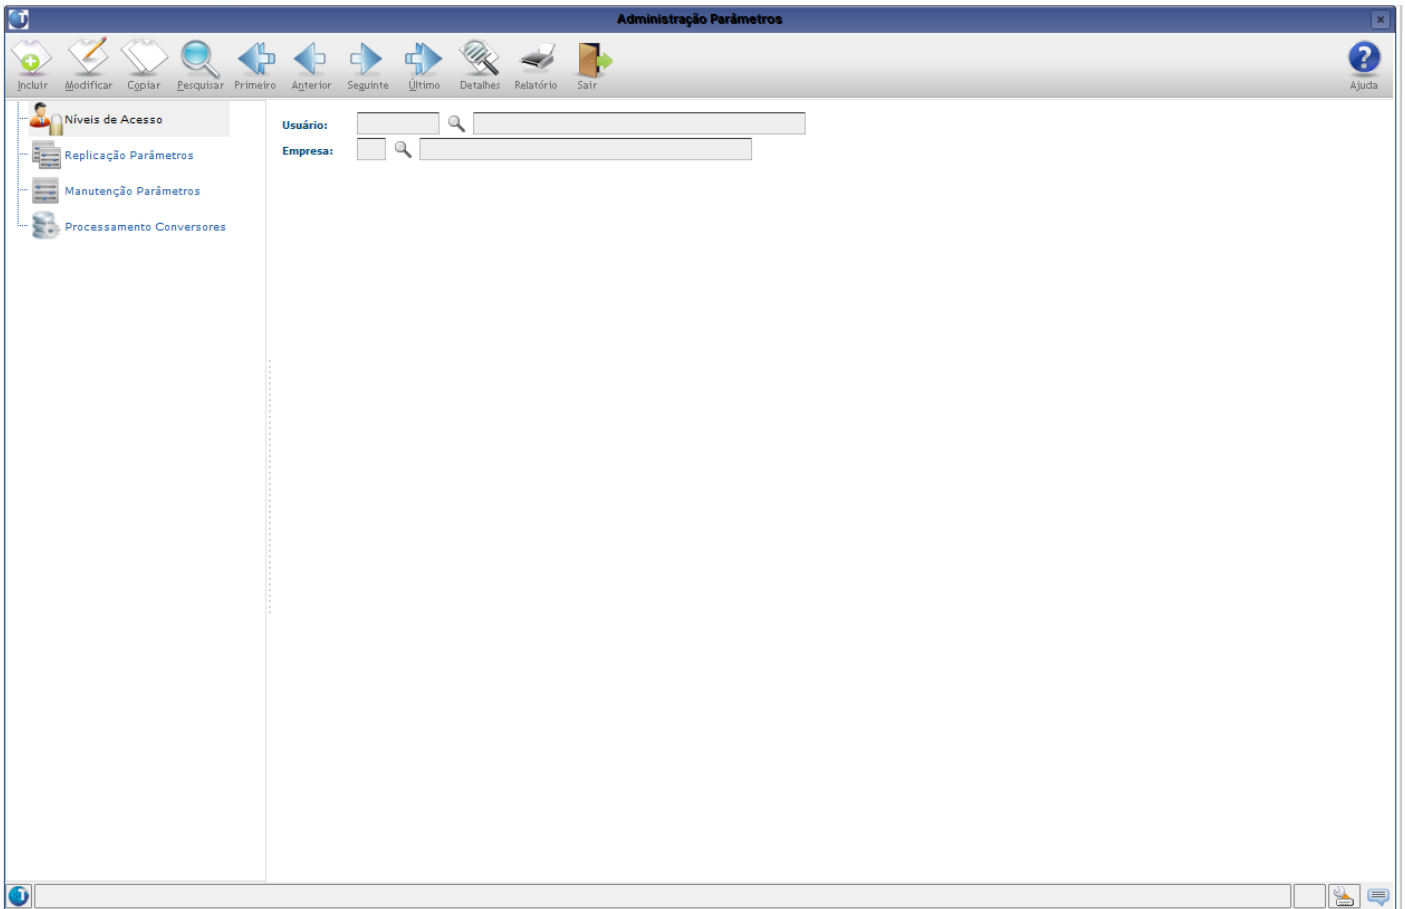 Administração Parâmetros
Incluir Modificar Copiar Pesquisar Primeiro Anterior Seguinte Último Detalhes Relatório Sair Ajuda
Níveis de Acesso
Replicação Parâmetros
Manutenção Parâmetros
Processamento Conversores
Usuário:
Empresa: